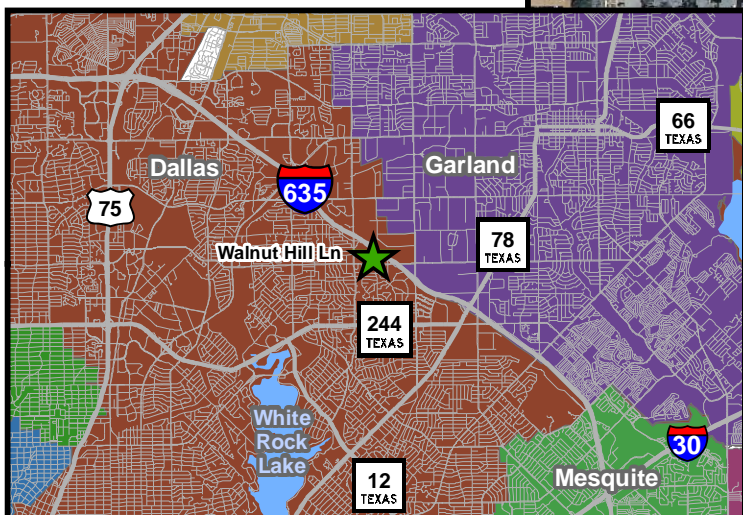 66
TEXAS
Dallas
Garland
635
75
78
TEXAS
Walnut Hill Ln
244
TEXAS
White
Rock
Lake
30
12
TEXAS
Mesquite